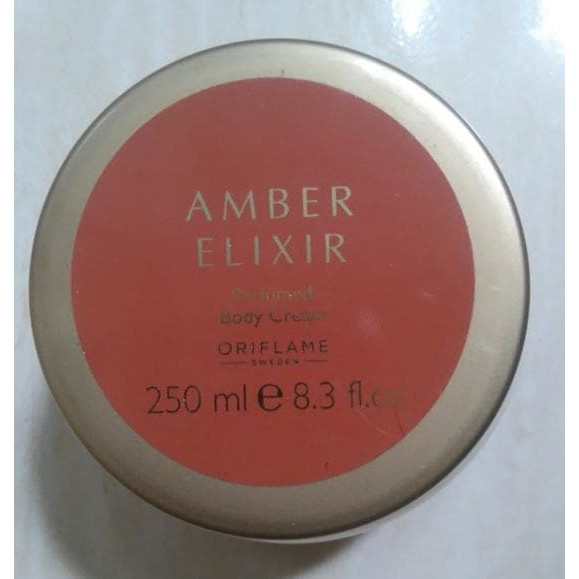 AMBER
ELIXIR
Perfumed
Body Cream
ORIFLAME
SWEDEN
250 ml e 8.3 fl.oz